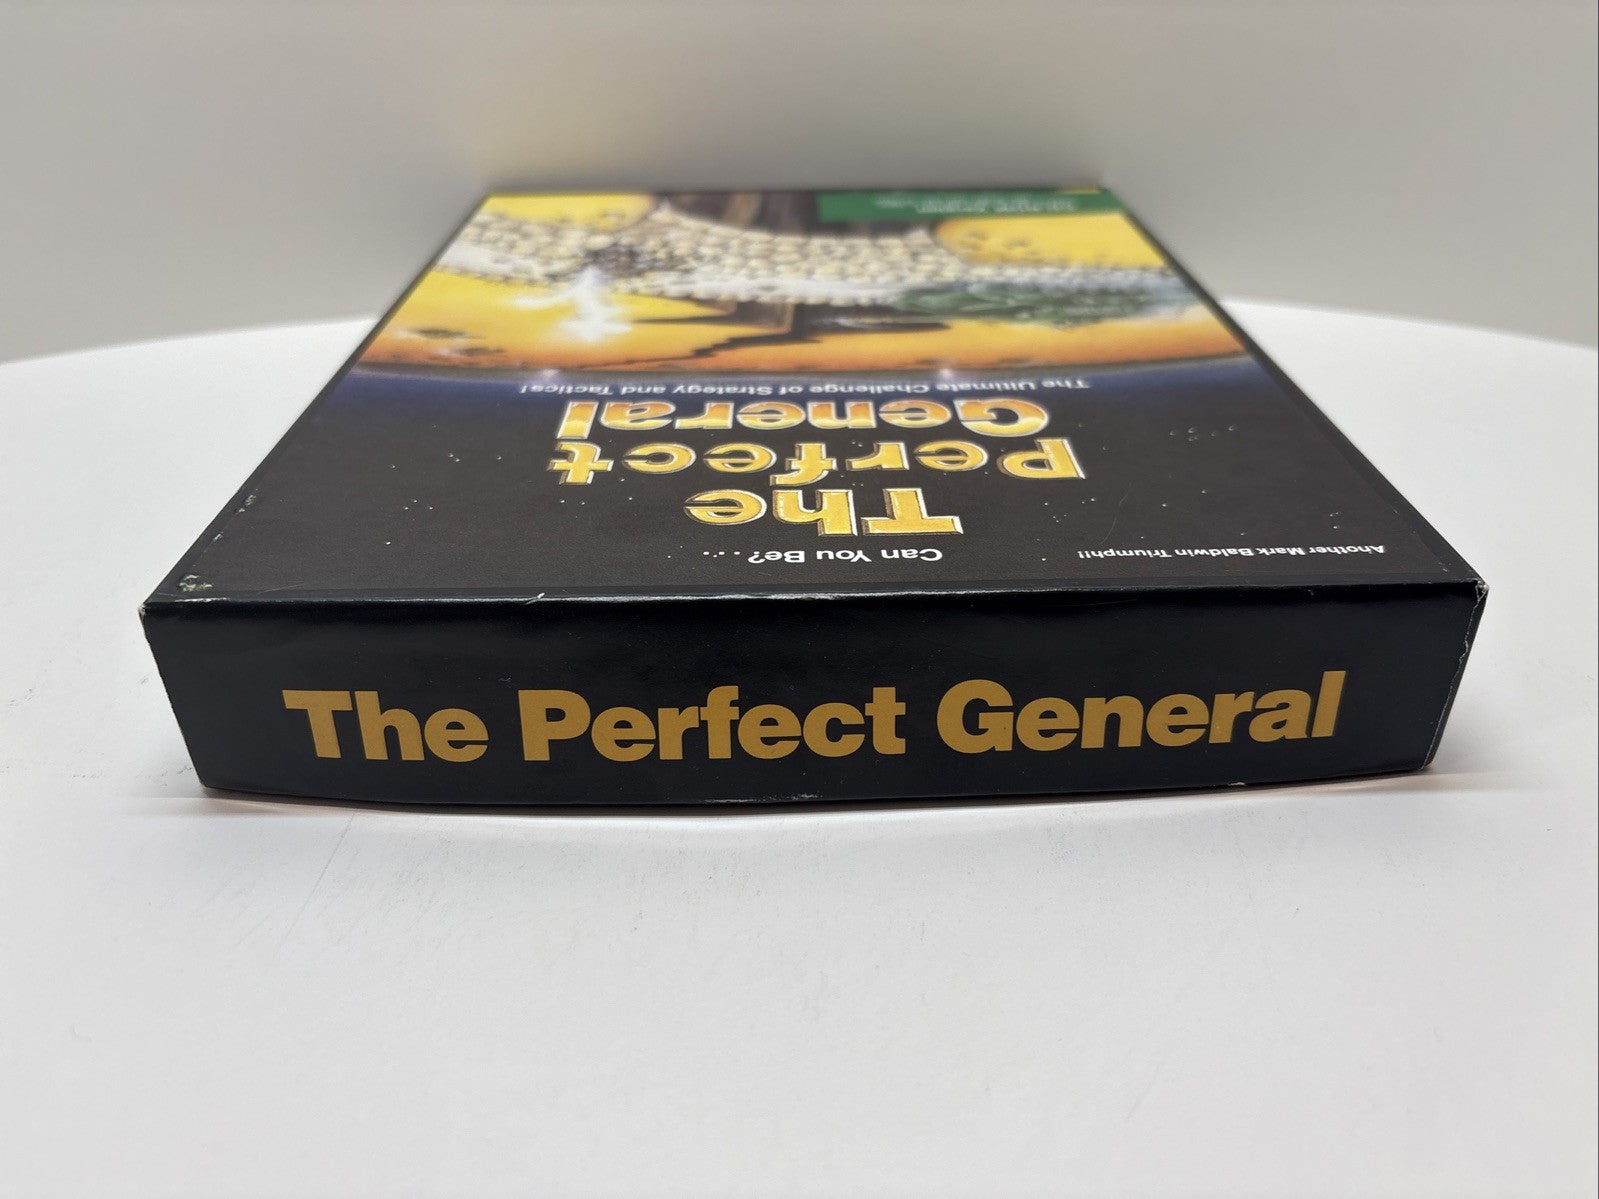 Another Mark Baldwin Triumph!!
Can You Be?....
The
Perfect
General
The Ultimate Challenge of Strategy and Tactics!
The Perfect General